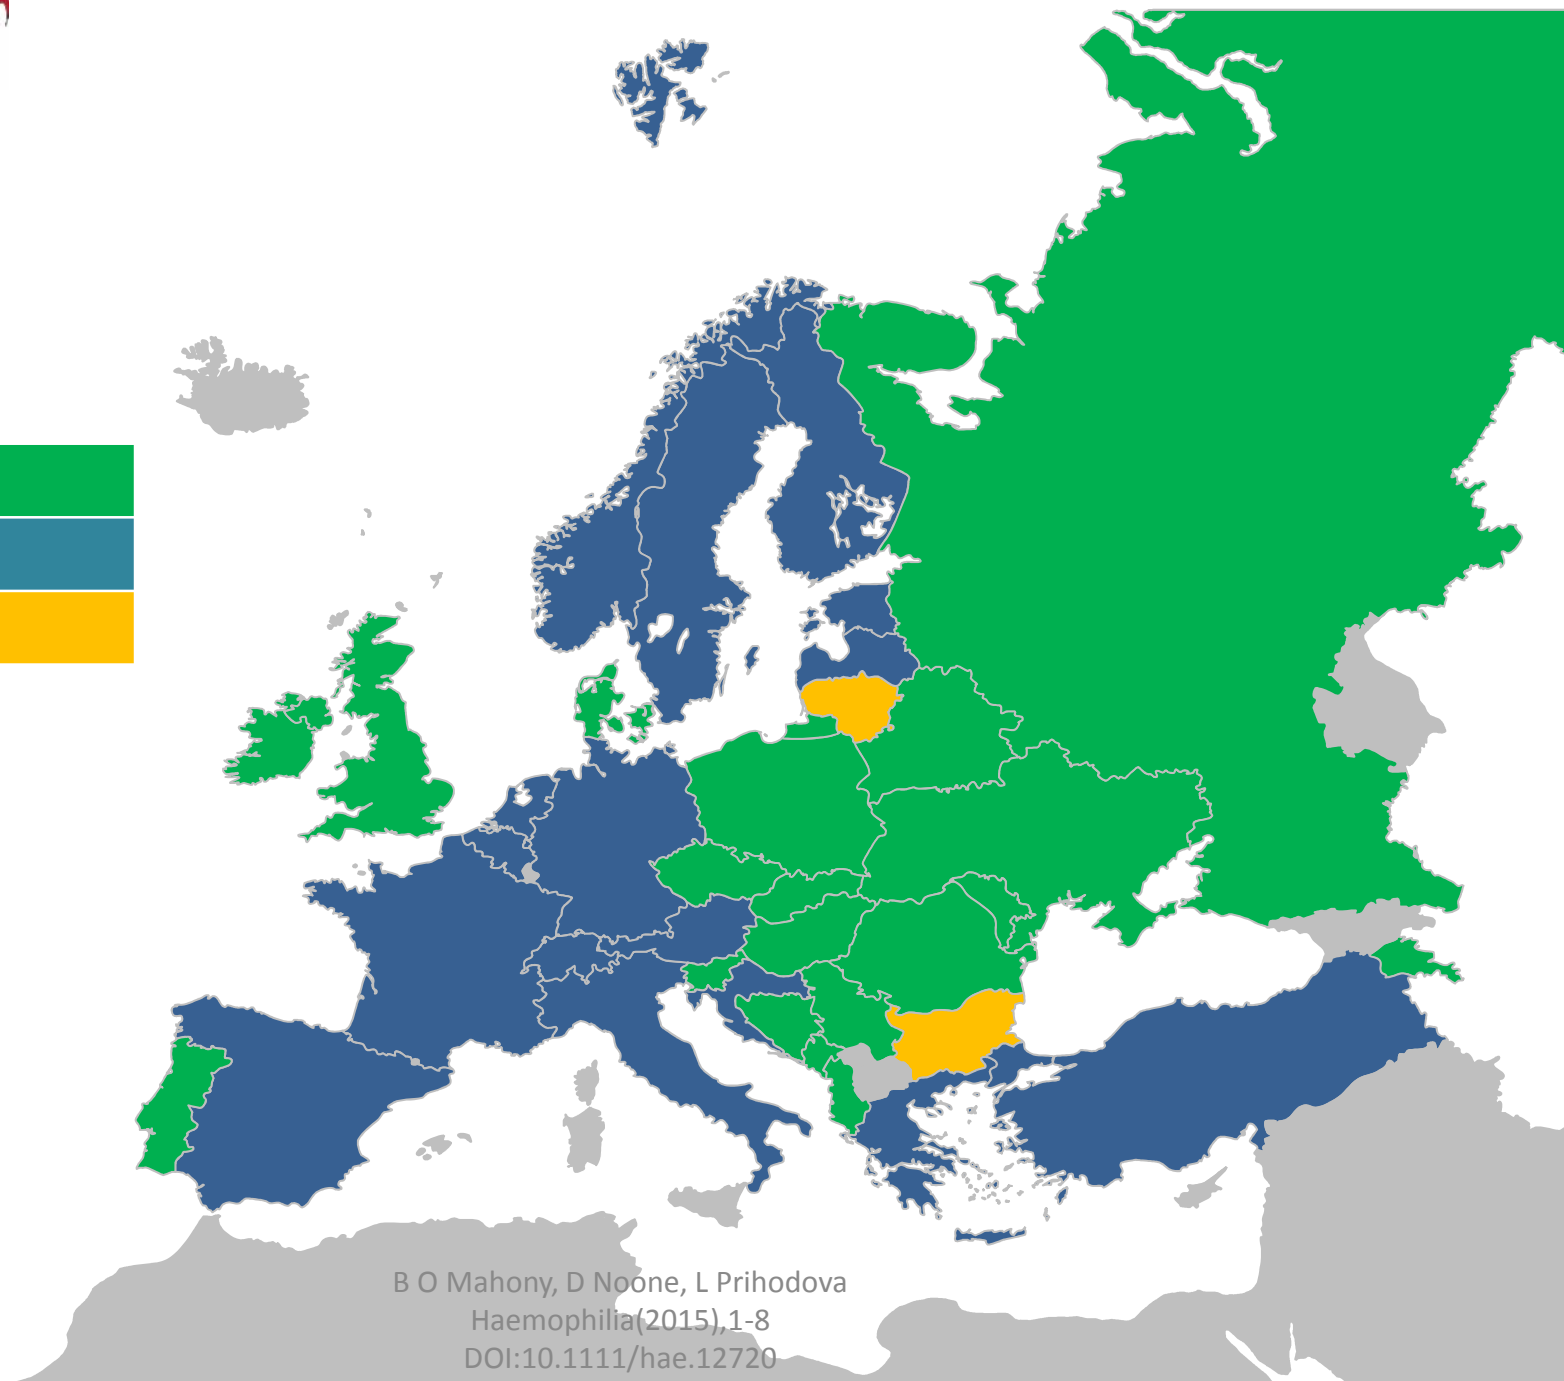 B O Mahony, D Noone, L Prihodova
Haemophilia(2015),1-8
DOI:10.1111/hae.12720